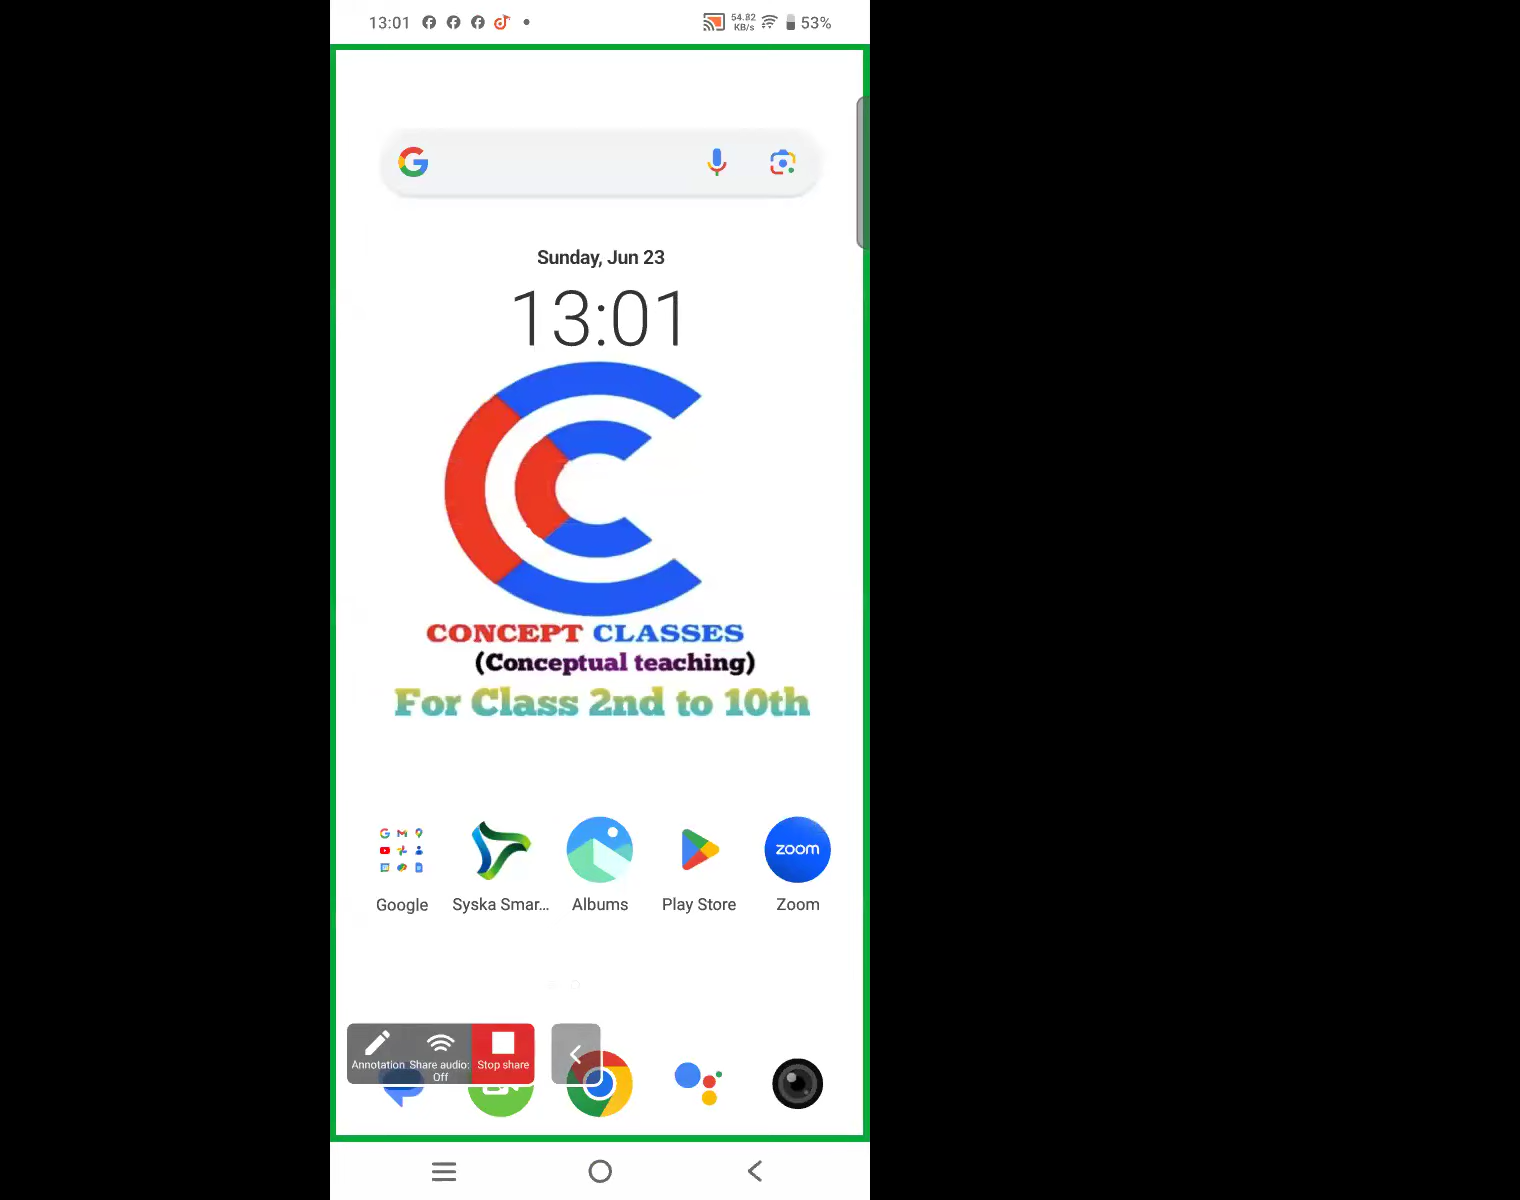 13:01
54.82
KB/s
53%
Sunday, Jun 23
13:01
CONCEPT CLASSES
(Conceptual teaching)
For Class 2nd to 10th
zoom
Google
Syska Smar...
Albums
Play Store
Zoom
Annotation
Share audio:
Off
Stop share